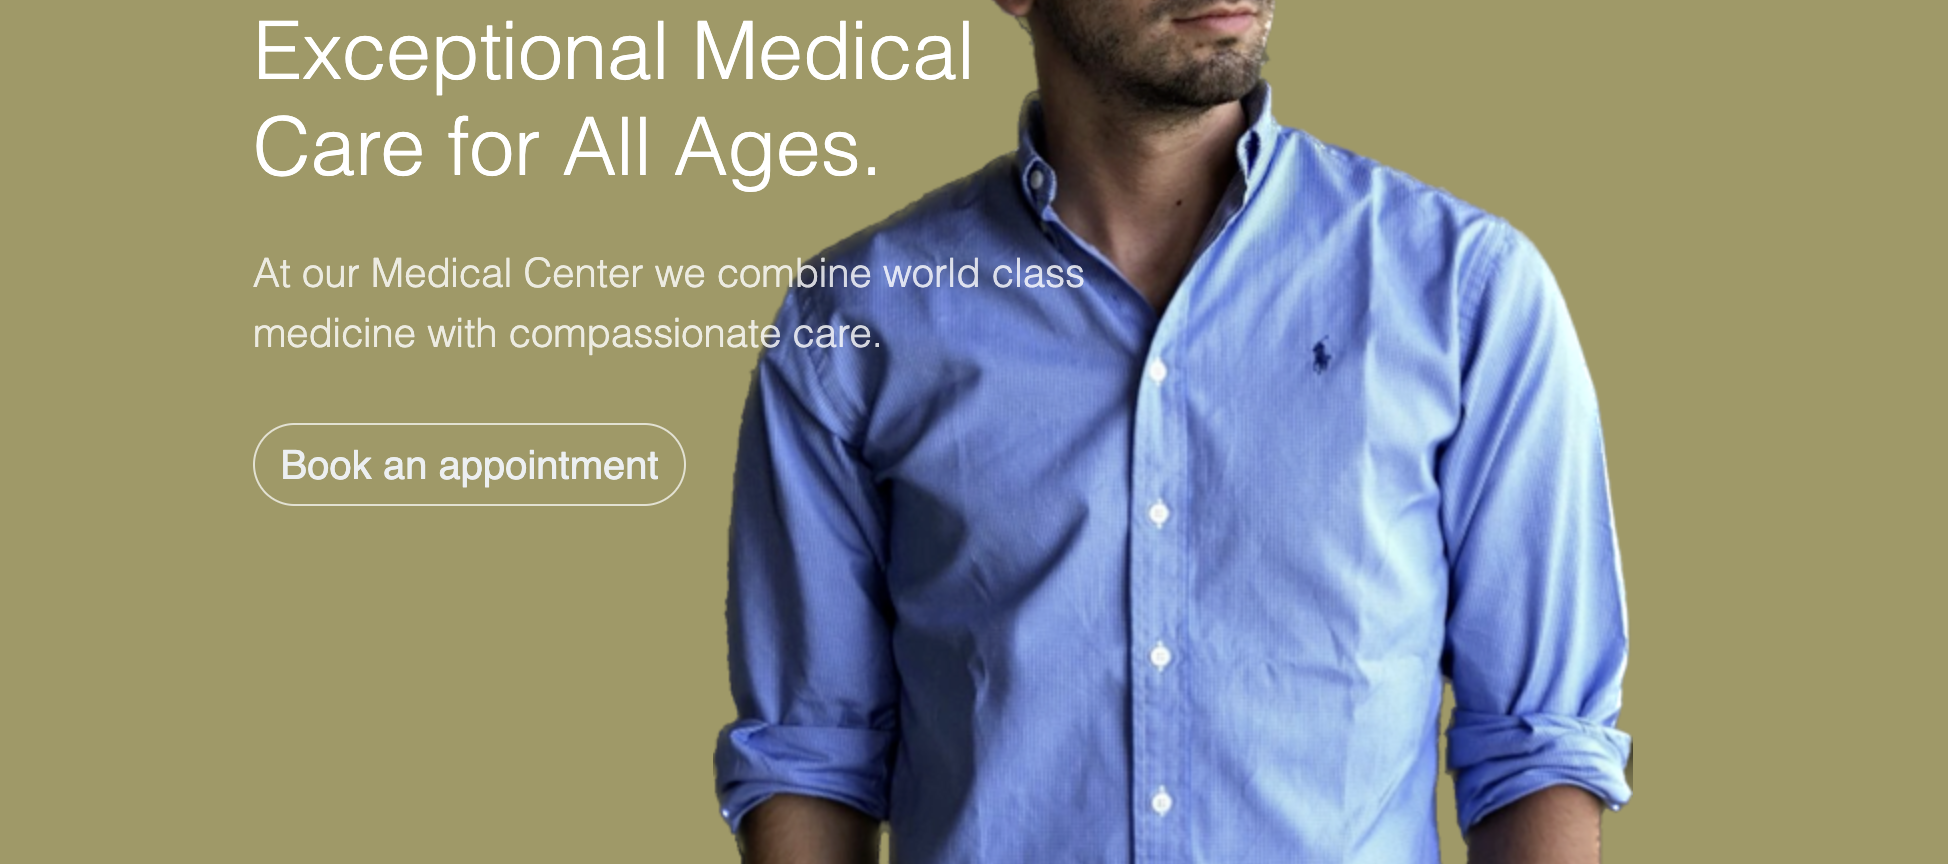 Exceptional Medical
Care for All Ages.
At our Medical Center we combine world class
medicine with compassionate care.
Book an appointment